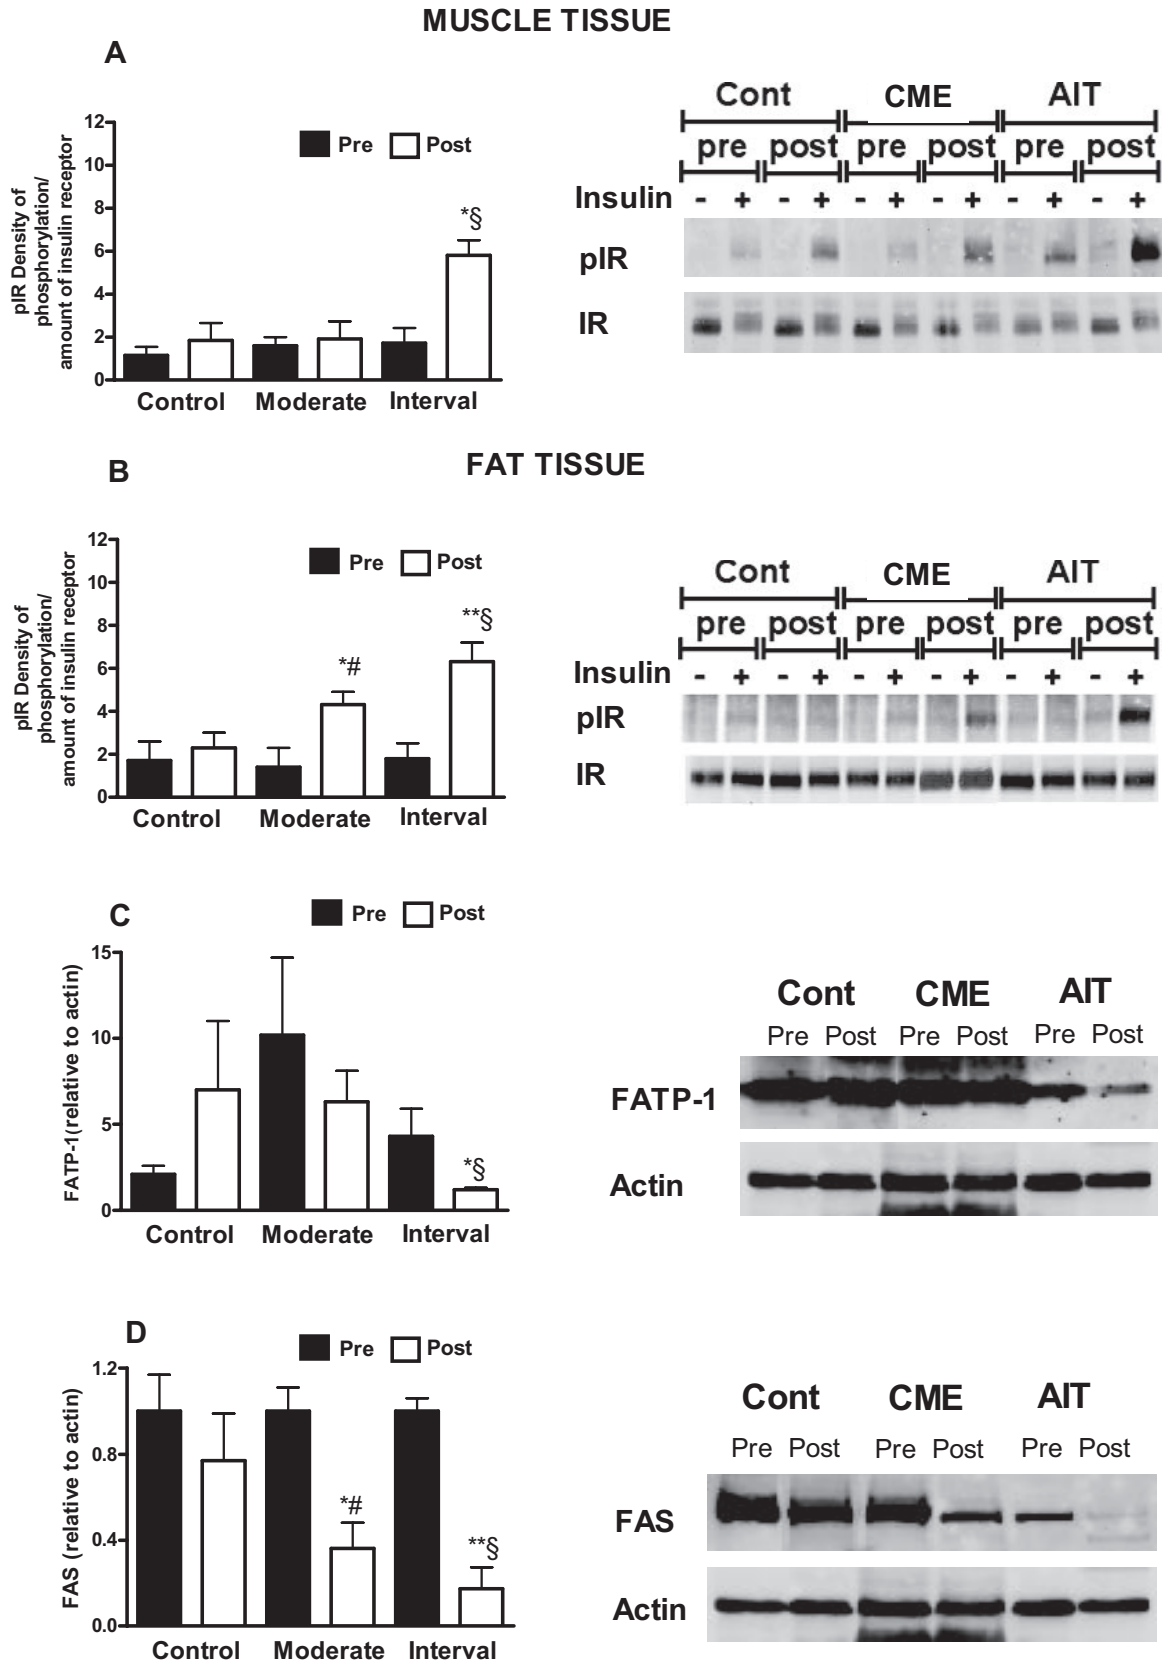 MUSCLE TISSUE
A
pIR Density of
phosphorylation/
amount of insulin receptor
12
10
8
6
4
2
0
Pre Post
*§
Control Moderate Interval
Cont CME AIT
pre post pre post pre post
Insulin - + - + - + - + - + - +
pIR
IR
B
FAT TISSUE
pIR Density of
phosphorylation/
amount of insulin receptor
12
10
8
6
4
2
0
Pre Post
*#
**§
Control Moderate Interval
Cont CME AIT
pre post pre post pre post
Insulin - + - + - + - + - + - +
pIR
IR
C
Pre Post
FATP-1(relative to actin)
15
10
5
0
*§
Control Moderate Interval
Cont CME AIT
Pre Post Pre Post Pre Post
FATP-1
Actin
D
Pre Post
FAS (relative to actin)
1.2
0.8
0.4
0.0
*#
**§
Control Moderate Interval
Cont CME AIT
Pre Post Pre Post Pre Post
FAS
Actin